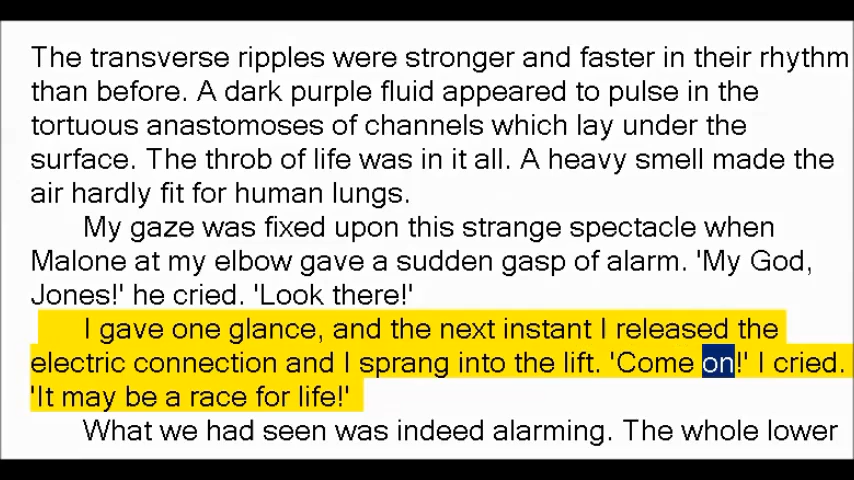 The transverse ripples were stronger and faster in their rhythm
than before. A dark purple fluid appeared to pulse in the
tortuous anastomoses of channels which lay under the
surface. The throb of life was in it all. A heavy smell made the
air hardly fit for human lungs.
My gaze was fixed upon this strange spectacle when
Malone at my elbow gave a sudden gasp of alarm. 'My God,
Jones!' he cried. 'Look there!'
I gave one glance, and the next instant I released the
electric connection and I sprang into the lift. 'Come on!' I cried.
'It may be a race for life!'
What we had seen was indeed alarming. The whole lower